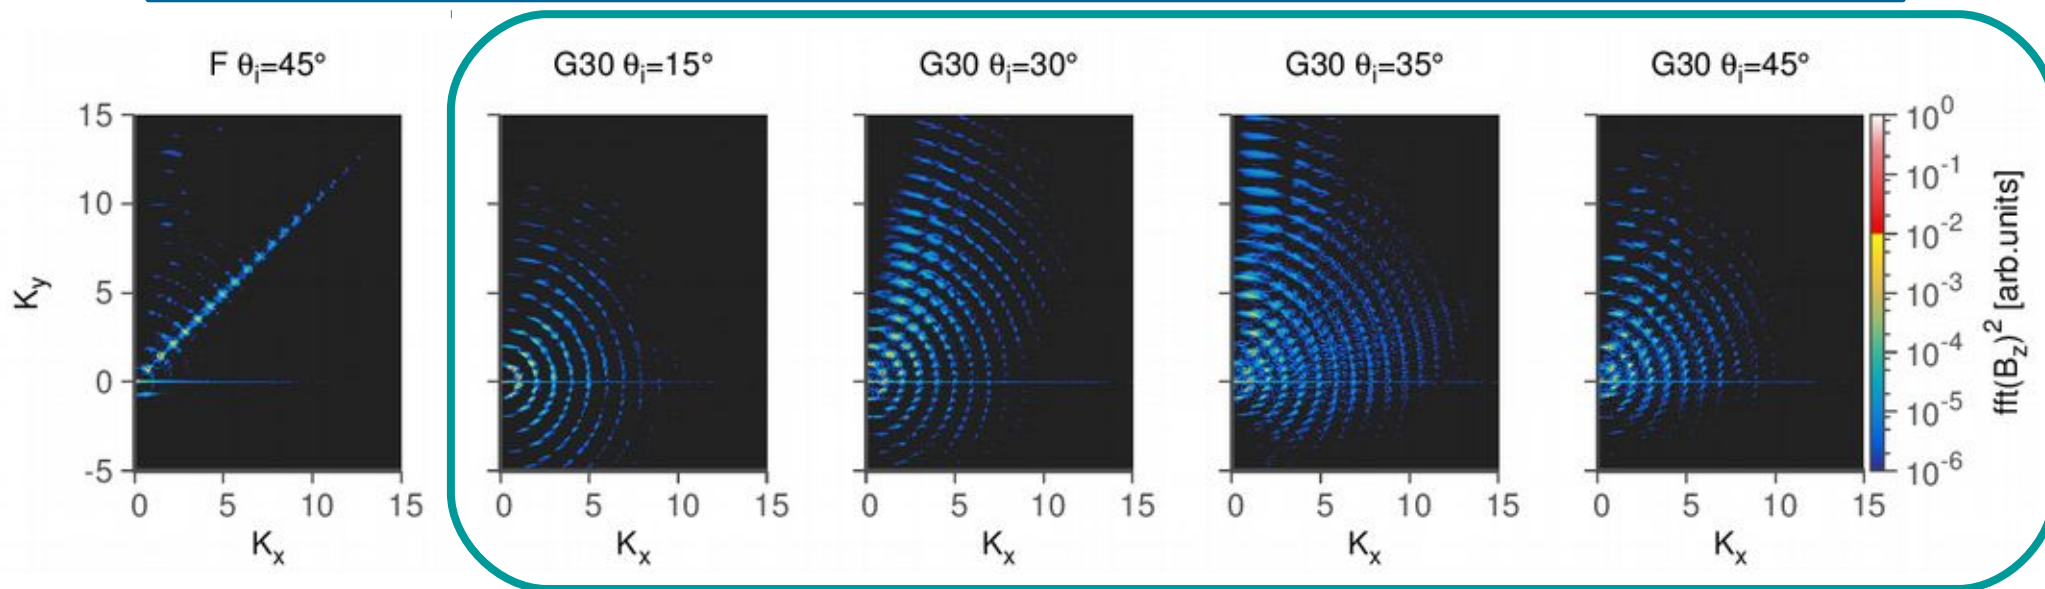 F θi=45°
G30 θi=15°
G30 θi=30°
G30 θi=35°
G30 θi=45°
15
10
5
0
-5
Ky
0 5 10 15
0 5 10 15
0 5 10 15
0 5 10 15
0 5 10 15
Kx
Kx
Kx
Kx
Kx
10^0
10^-1
10^-2
10^-3
10^-4
10^-5
10^-6
fft(Bz)^2 [arb.units]